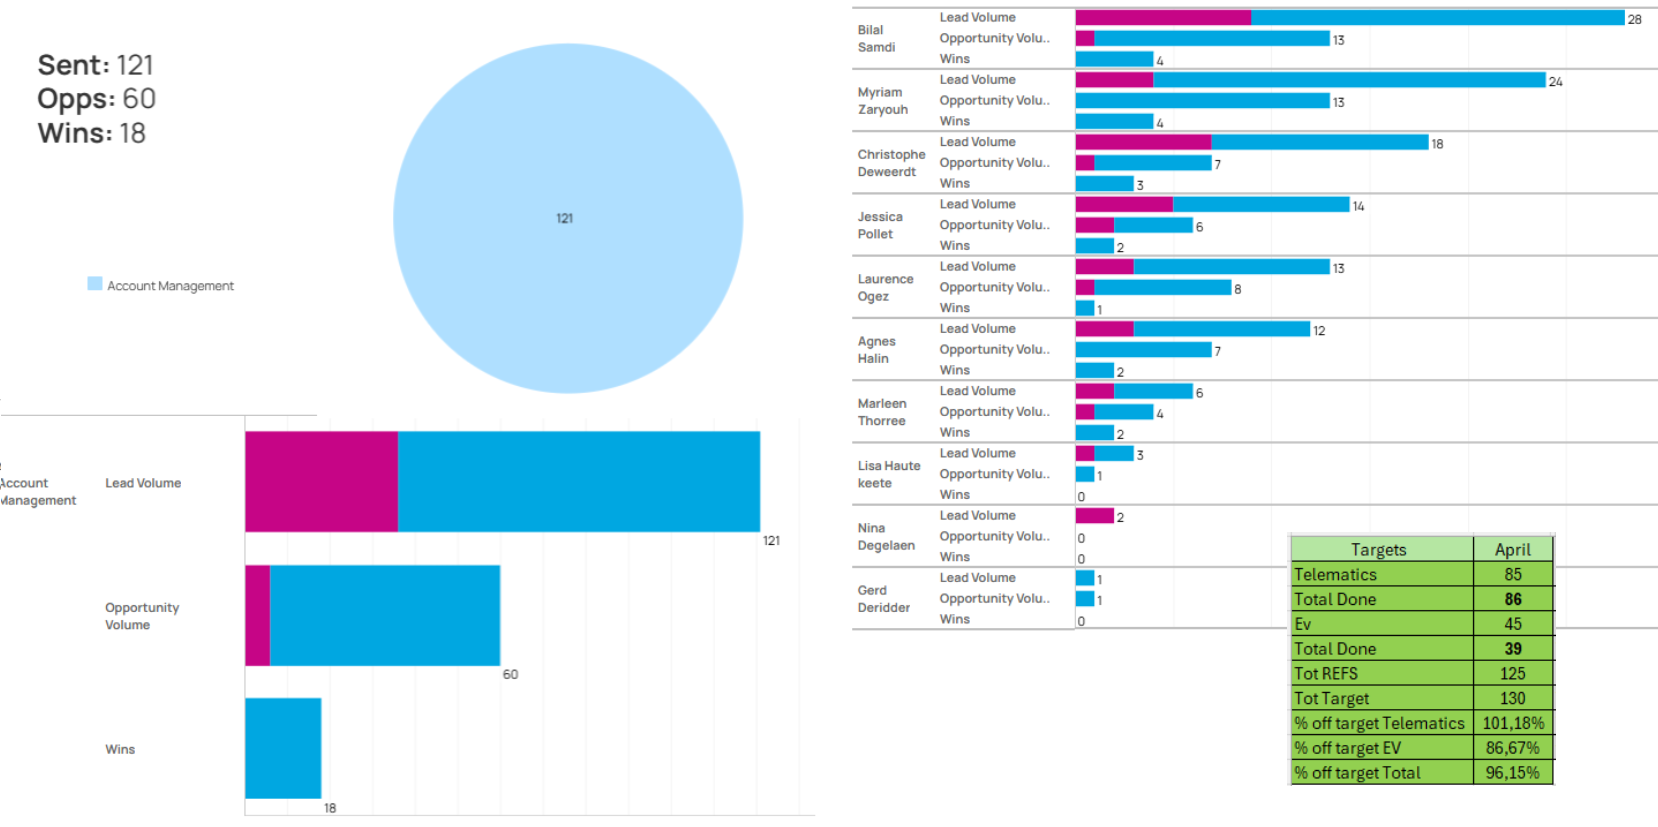 Sent: 121
Opps: 60
Wins: 18
121
Account Management
Account
Management
Lead Volume
121
Opportunity
Volume
60
Wins
18
Bilal
Samdi
Lead Volume 28
Opportunity Volu.. 13
Wins 4
Myriam
Zaryouh
Lead Volume 24
Opportunity Volu.. 13
Wins 4
Christophe
Deweerdt
Lead Volume 18
Opportunity Volu.. 7
Wins 3
Jessica
Pollet
Lead Volume 14
Opportunity Volu.. 6
Wins 2
Laurence
Ogez
Lead Volume 13
Opportunity Volu.. 8
Wins 1
Agnes
Halin
Lead Volume 12
Opportunity Volu.. 7
Wins 2
Marleen
Thorree
Lead Volume 6
Opportunity Volu.. 4
Wins 2
Lisa Haute
keete
Lead Volume 3
Opportunity Volu.. 1
Wins 0
Nina
Degelaen
Lead Volume 2
Opportunity Volu.. 0
Wins 0
Gerd
Deridder
Lead Volume 1
Opportunity Volu.. 1
Wins 0
Targets April
Telematics 85
Total Done 86
Ev 45
Total Done 39
Tot REFS 125
Tot Target 130
% off target Telematics 101,18%
% off target EV 86,67%
% off target Total 96,15%